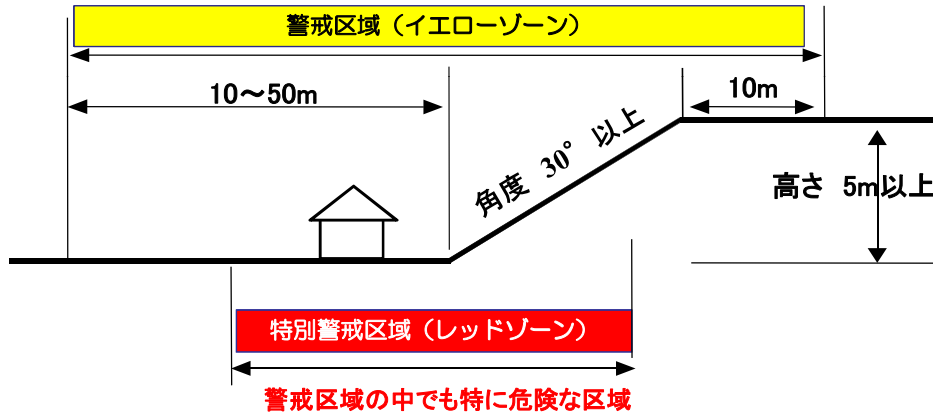 警戒区域（イエローゾーン）
10～50m
10m
角度 30° 以上
高さ 5m以上
特別警戒区域（レッドゾーン）
警戒区域の中でも特に危険な区域